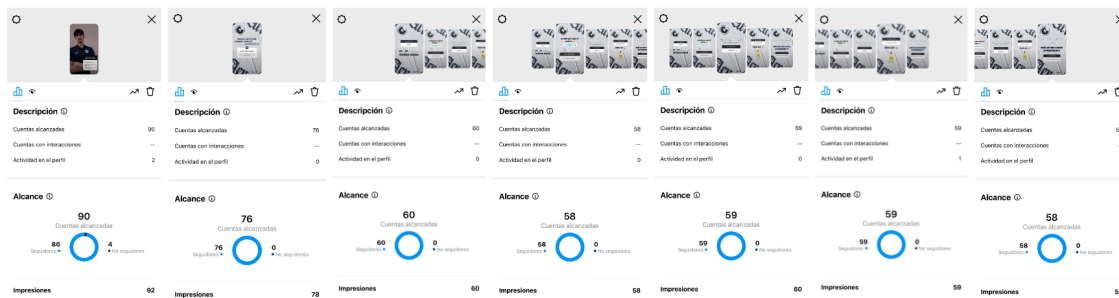 Descripción
Cuentas alcanzadas 90
Cuentas con interacciones --
Actividad en el perfil 2
Alcance
90
Cuentas alcanzadas
86
Seguidores
4
No seguidores
Impresiones 92
Descripción
Cuentas alcanzadas 76
Cuentas con interacciones --
Actividad en el perfil 0
Alcance
76
Cuentas alcanzadas
76
Seguidores
0
No seguidores
Impresiones 78
Descripción
Cuentas alcanzadas 60
Cuentas con interacciones --
Actividad en el perfil 0
Alcance
60
Cuentas alcanzadas
60
Seguidores
0
No seguidores
Impresiones 60
Descripción
Cuentas alcanzadas 58
Cuentas con interacciones --
Actividad en el perfil 0
Alcance
58
Cuentas alcanzadas
58
Seguidores
0
No seguidores
Impresiones 58
Descripción
Cuentas alcanzadas 59
Cuentas con interacciones --
Actividad en el perfil 0
Alcance
59
Cuentas alcanzadas
59
Seguidores
0
No seguidores
Impresiones 60
Descripción
Cuentas alcanzadas 59
Cuentas con interacciones --
Actividad en el perfil 1
Alcance
59
Cuentas alcanzadas
59
Seguidores
0
No seguidores
Impresiones 59
Descripción
Cuentas alcanzadas
Cuentas con interacciones
Actividad en el perfil
Alcance
58
Cuentas alcanzadas
58
Seguidores
0
No seguidores
Impresiones